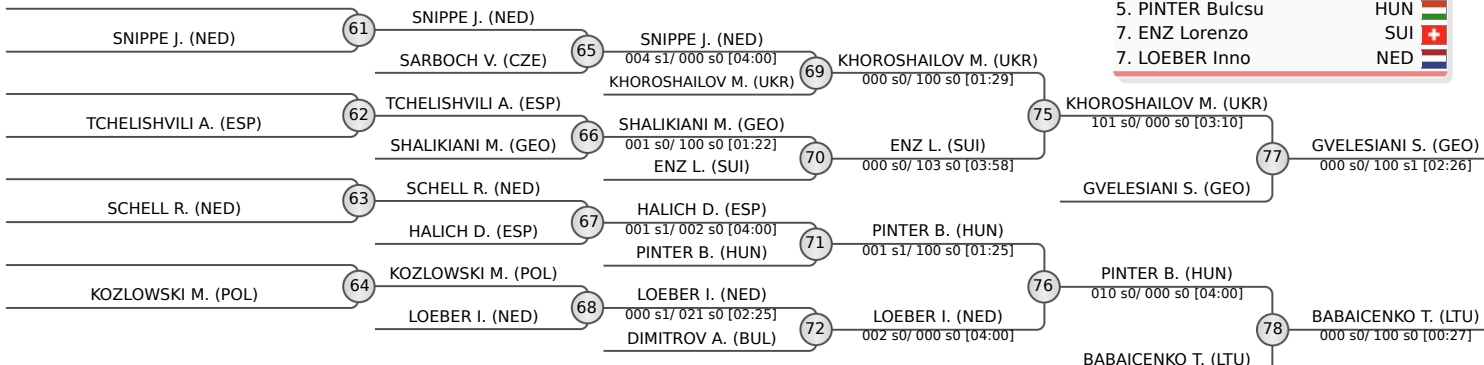 5. PINTER Bulcsu HUN
7. ENZ Lorenzo SUI
7. LOEBER Inno NED
SNIPPE J. (NED)
61
SNIPPE J. (NED)
SARBOCH V. (CZE)
65
SNIPPE J. (NED)
004 s1/ 000 s0 [04:00]
KHOROSHAILOV M. (UKR)
69
KHOROSHAILOV M. (UKR)
000 s0/ 100 s0 [01:29]
TCHELISHVILI A. (ESP)
62
TCHELISHVILI A. (ESP)
SHALIKIANI M. (GEO)
66
SHALIKIANI M. (GEO)
001 s0/ 100 s0 [01:22]
ENZ L. (SUI)
70
ENZ L. (SUI)
000 s0/ 103 s0 [03:58]
75
KHOROSHAILOV M. (UKR)
101 s0/ 000 s0 [03:10]
GVELESIANI S. (GEO)
77
GVELESIANI S. (GEO)
000 s0/ 100 s1 [02:26]
SCHELL R. (NED)
63
SCHELL R. (NED)
HALICH D. (ESP)
67
HALICH D. (ESP)
001 s1/ 002 s0 [04:00]
PINTER B. (HUN)
71
PINTER B. (HUN)
001 s1/ 100 s0 [01:25]
KOZLOWSKI M. (POL)
64
KOZLOWSKI M. (POL)
LOEBER I. (NED)
68
LOEBER I. (NED)
000 s1/ 021 s0 [02:25]
DIMITROV A. (BUL)
72
LOEBER I. (NED)
002 s0/ 000 s0 [04:00]
76
PINTER B. (HUN)
010 s0/ 000 s0 [04:00]
BABAICENKO T. (LTU)
78
BABAICENKO T. (LTU)
000 s0/ 100 s0 [00:27]